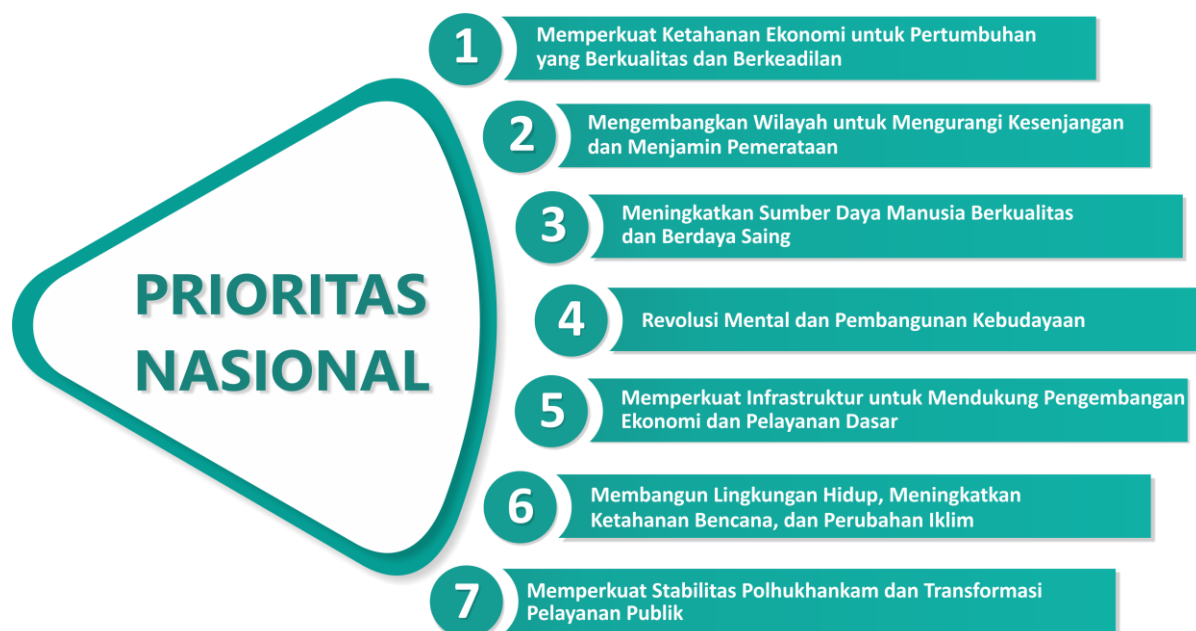 PRIORITAS
NASIONAL
1
Memperkuat Ketahanan Ekonomi untuk Pertumbuhan
yang Berkualitas dan Berkeadilan
2
Mengembangkan Wilayah untuk Mengurangi Kesenjangan
dan Menjamin Pemerataan
3
Meningkatkan Sumber Daya Manusia Berkualitas
dan Berdaya Saing
4
Revolusi Mental dan Pembangunan Kebudayaan
5
Memperkuat Infrastruktur untuk Mendukung Pengembangan
Ekonomi dan Pelayanan Dasar
6
Membangun Lingkungan Hidup, Meningkatkan
Ketahanan Bencana, dan Perubahan Iklim
7
Memperkuat Stabilitas Polhukhankam dan Transformasi
Pelayanan Publik